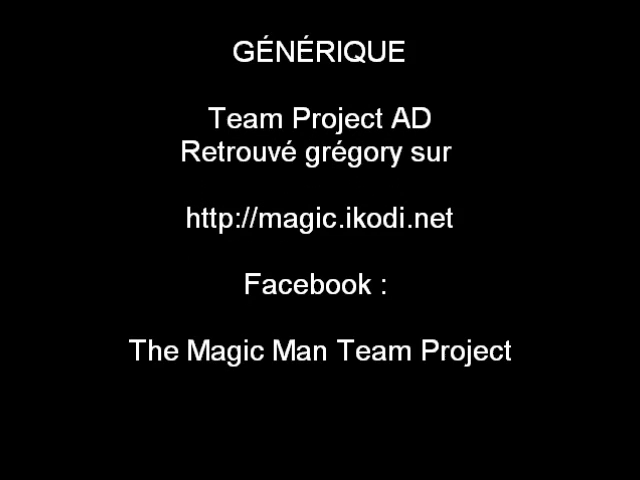 GÉNÉRIQUE
Team Project AD
Retrouvé grégory sur
http://magic.ikodi.net
Facebook :
The Magic Man Team Project